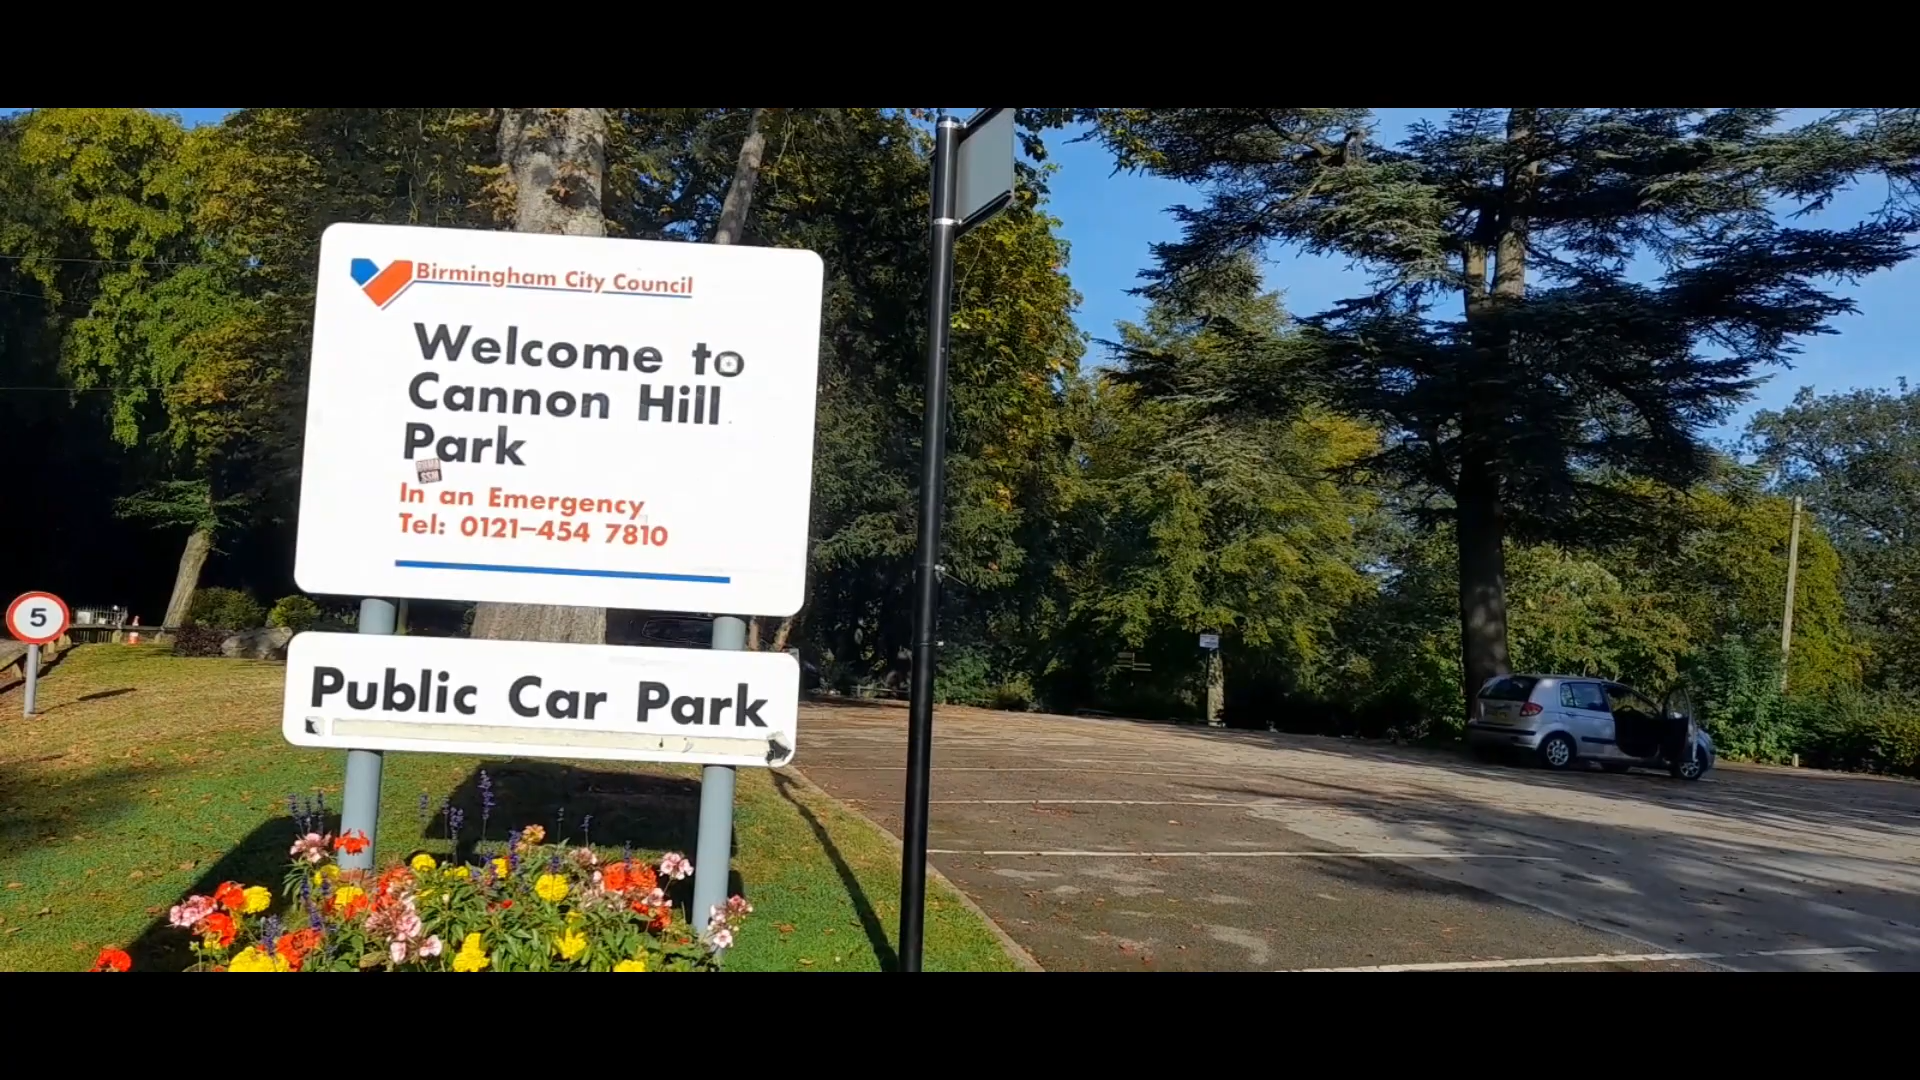 Birmingham City Council
Welcome to
Cannon Hill
Park
In an Emergency
Tel: 0121-454 7810
Public Car Park
5